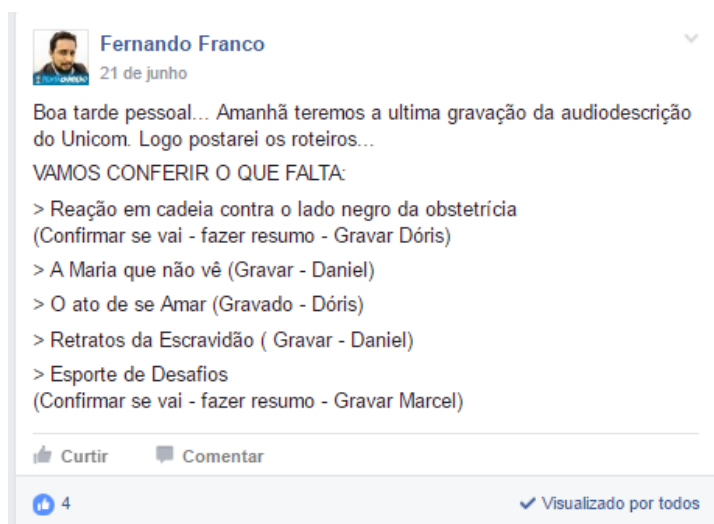 Fernando Franco
21 de junho
Boa tarde pessoal... Amanhã teremos a ultima gravação da audiodescrição
do Unicom. Logo postarei os roteiros...
VAMOS CONFERIR O QUE FALTA:
> Reação em cadeia contra o lado negro da obstetrícia
(Confirmar se vai - fazer resumo - Gravar Dóris)
> A Maria que não vê (Gravar - Daniel)
> O ato de se Amar (Gravado - Dóris)
> Retratos da Escravidão ( Gravar - Daniel)
> Esporte de Desafios
(Confirmar se vai - fazer resumo - Gravar Marcel)
Curtir Comentar
4 Visualizado por todos